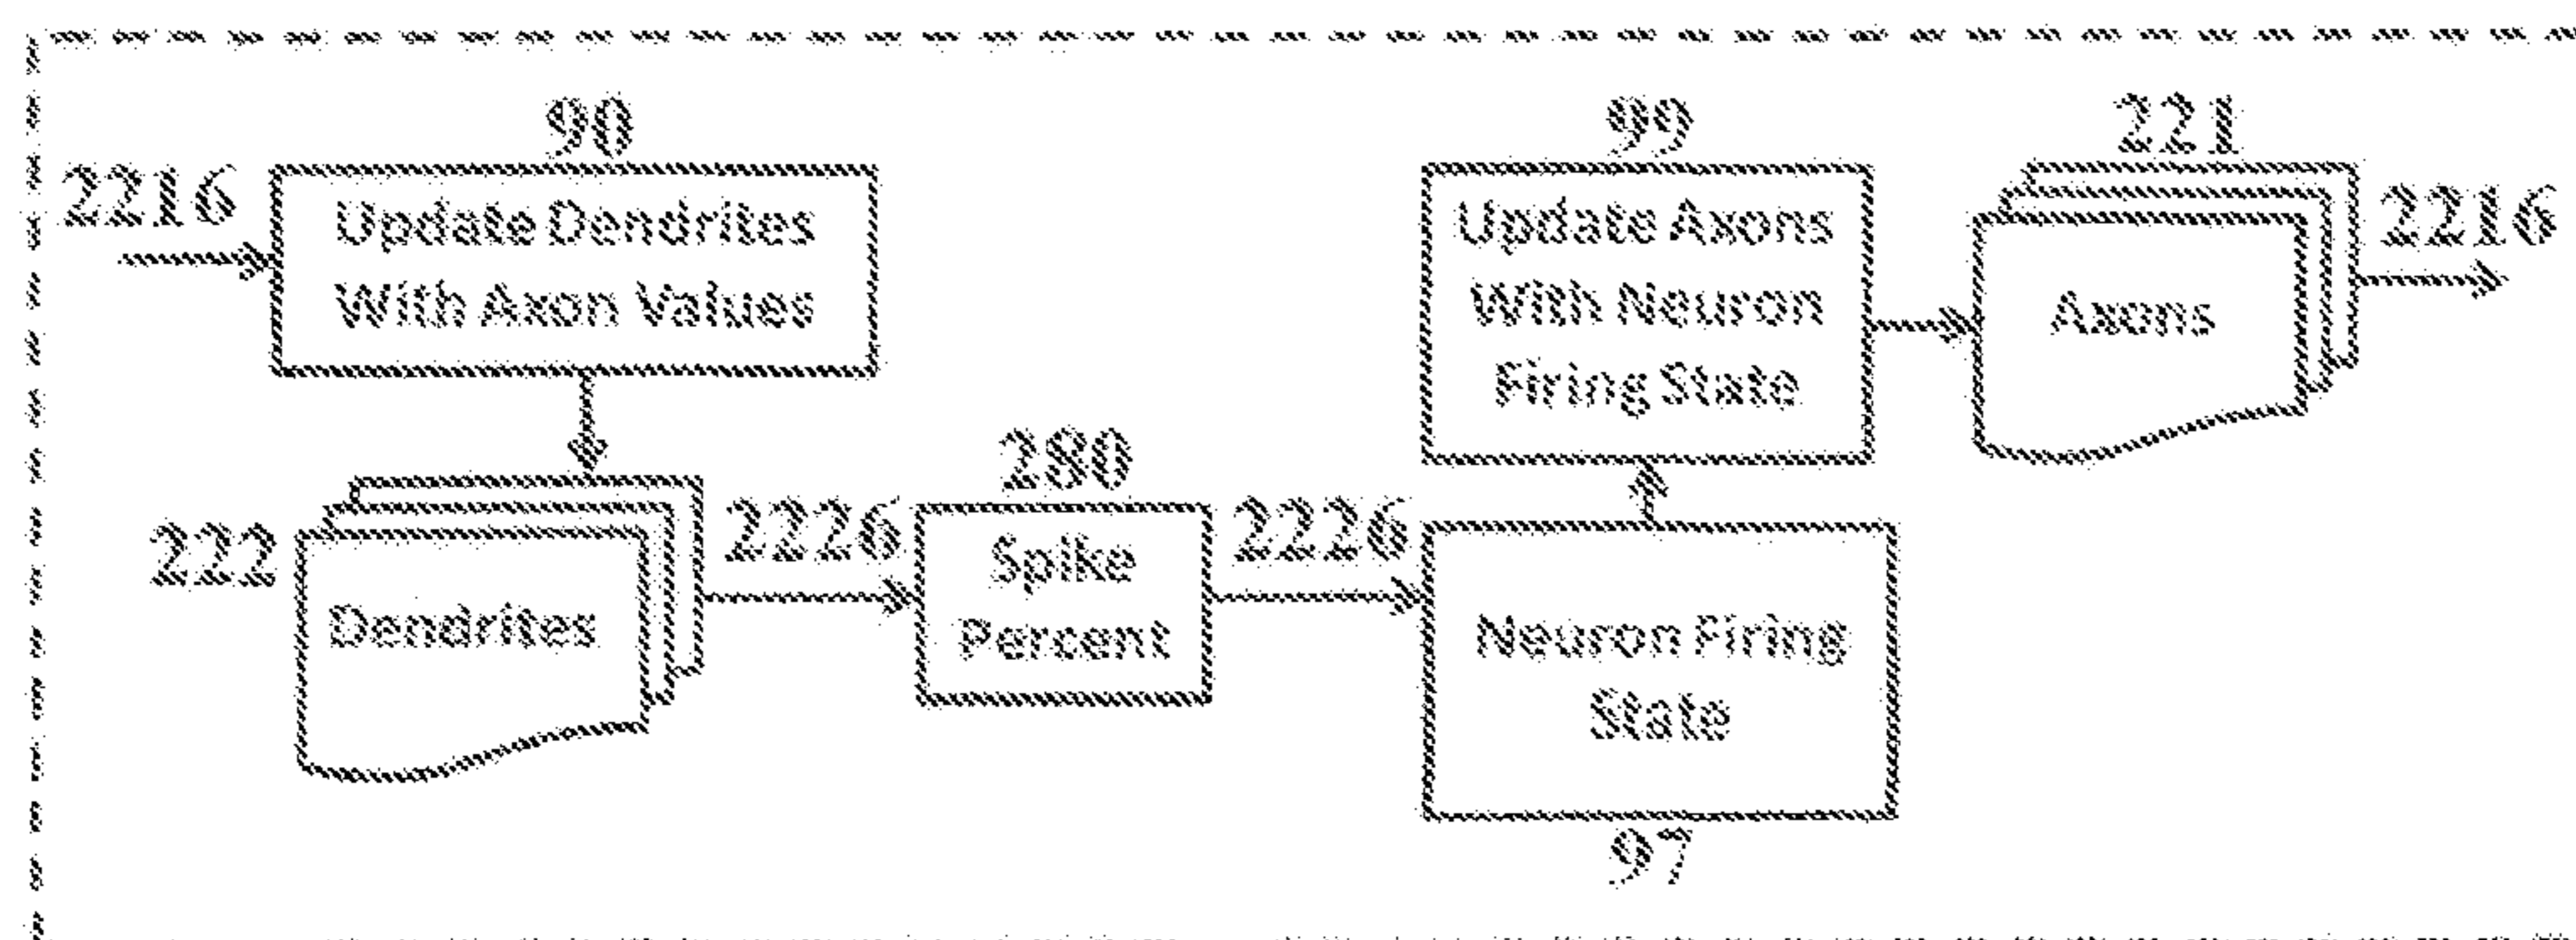 90
2216
Update Dendrites
With Axon Values
99
Update Axons
With Neuron
Firing State
221
Axons
2216
222
Dendrites
2226
280
Spike
Percent
2226
Neuron Firing
State
97